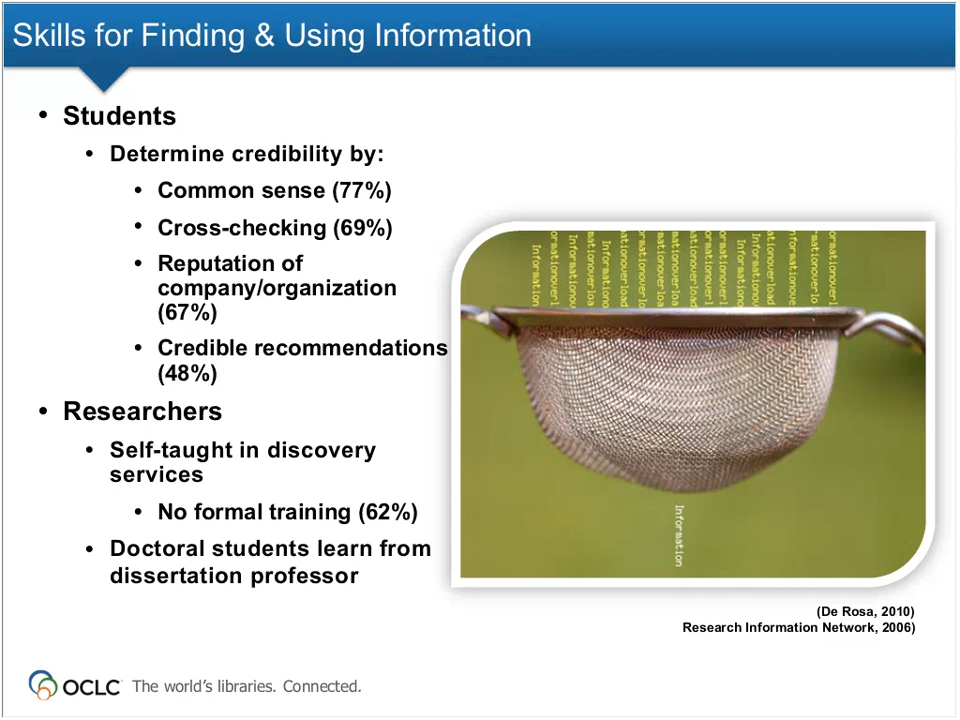 Skills for Finding & Using Information
• Students
• Determine credibility by:
• Common sense (77%)
• Cross-checking (69%)
• Reputation of
company/organization
(67%)
• Credible recommendations
(48%)
• Researchers
• Self-taught in discovery
services
• No formal training (62%)
• Doctoral students learn from
dissertation professor
Information
(De Rosa, 2010)
Research Information Network, 2006)
OCLC The world's libraries. Connected.